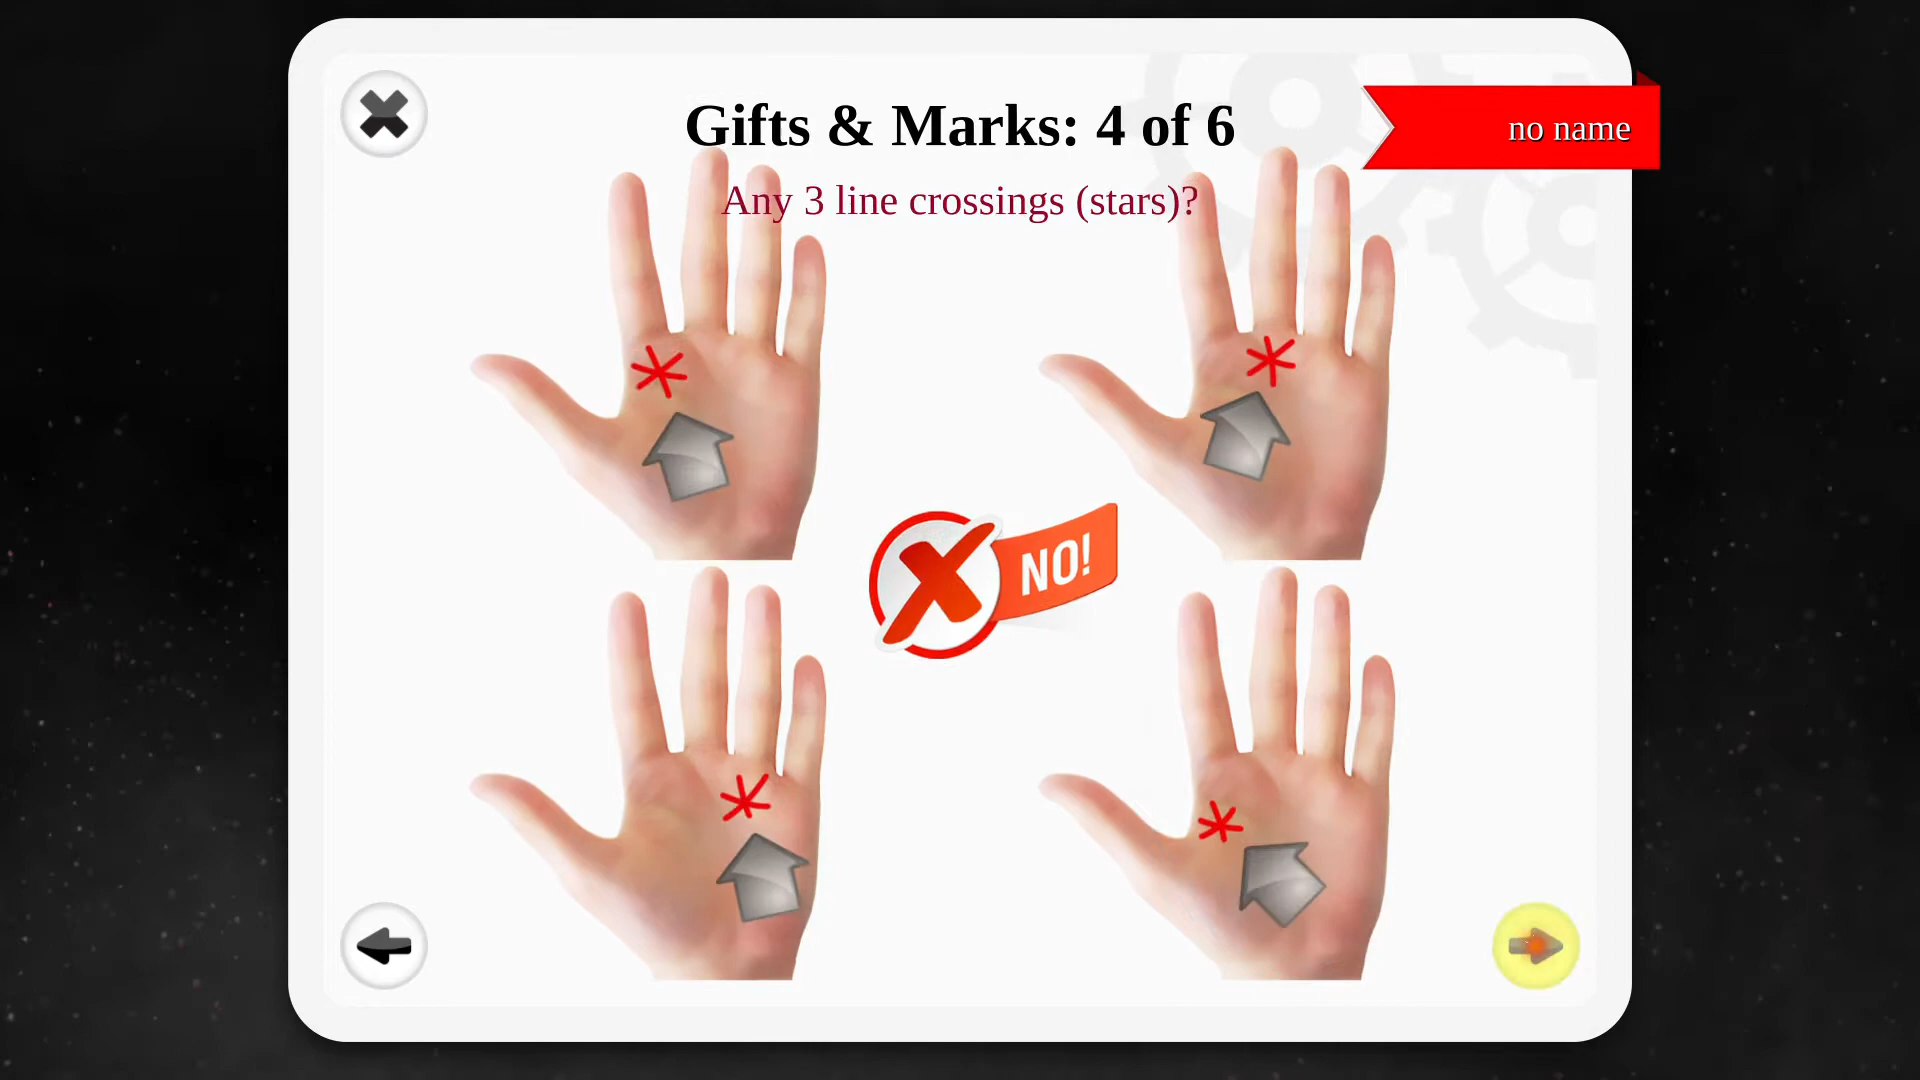 Gifts & Marks: 4 of 6
no name
Any 3 line crossings (stars)?
NO!